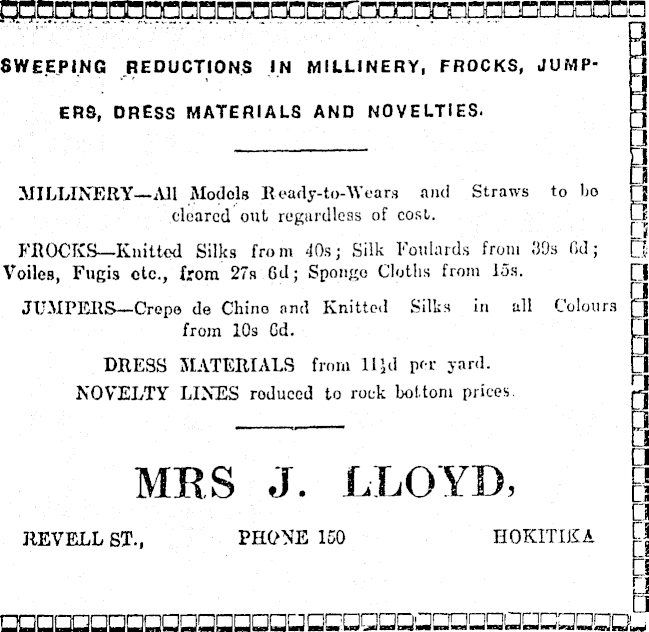 SWEEPING REDUCTIONS IN MILLINERY, FROCKS, JUMP-
ERS, DRESS MATERIALS AND NOVELTIES.
MILLINERY—All Models Ready-to-Wears and Straws to be
cleared out regardless of cost.
FROCKS—Knitted Silks from 40s; Silk Foulards from 39s 6d;
Voiles, Fugis etc., from 27s 6d; Sponge Cloths from 15s.
JUMPERS—Crepe de Chine and Knitted Silks in all Colours
from 10s 6d.
DRESS MATERIALS from 11½d per yard.
NOVELTY LINES reduced to rock bottom prices.
MRS J. LLOYD,
REVELL ST., PHONE 150 HOKITIKA